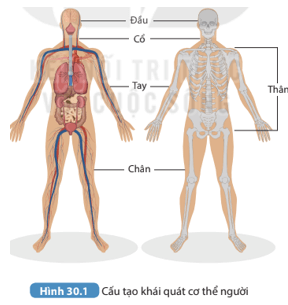 Đầu
Cổ
Tay
Thân
Chân
Hình 30.1 Cấu tạo khái quát cơ thể người